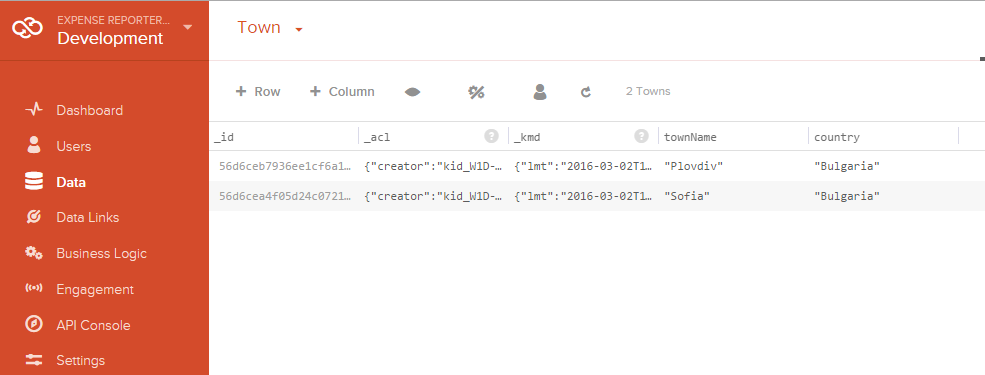 EXPENSE REPORTER...
Development
Town
+ Row + Column 2 Towns
_id _acl ? _kmd ? townName country
56d6ceb7936ee1cf6a1... {"creator":"kid_W1D-... {"lmt":"2016-03-02T1... "Plovdiv" "Bulgaria"
56d6cea4f05d24c0721... {"creator":"kid_W1D-... {"lmt":"2016-03-02T1... "Sofia" "Bulgaria"
Dashboard
Users
Data
Data Links
Business Logic
Engagement
API Console
Settings